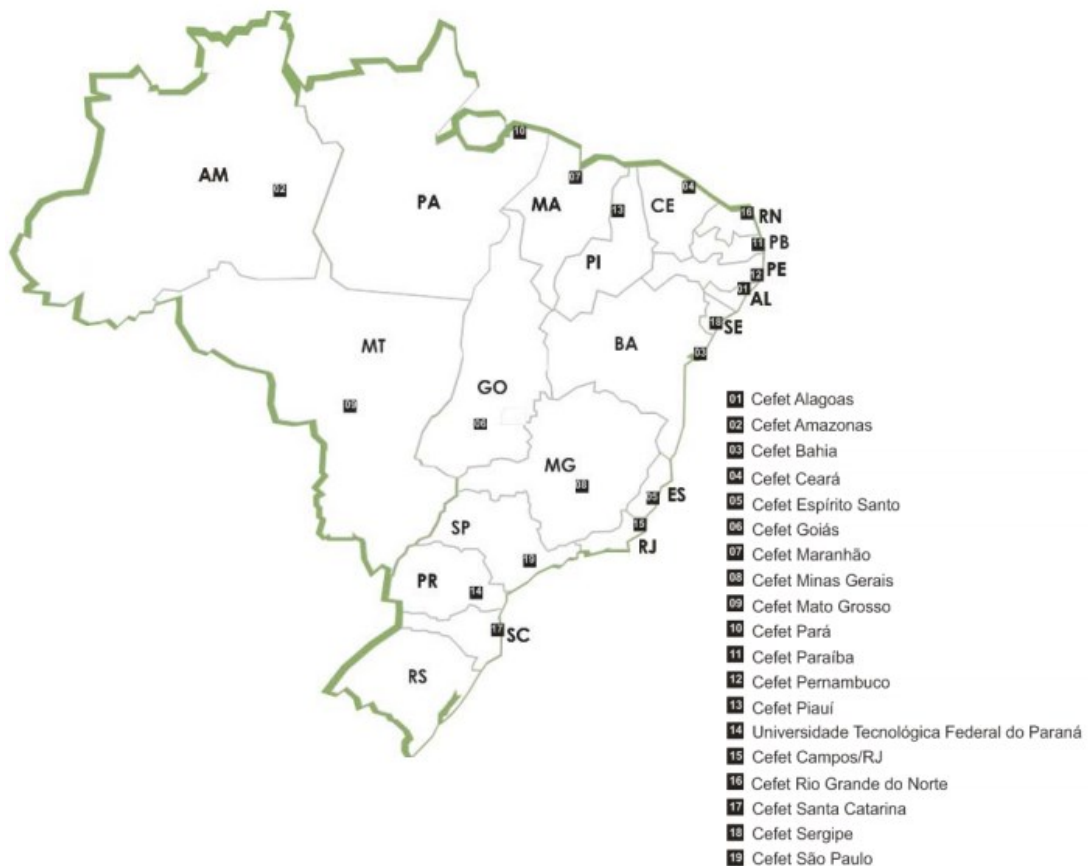 10
AM
02
PA
MA
07
13
CE
04
16
RN
11
PB
PI
12
PE
01
AL
18
SE
MT
BA
03
GO
09
06
MG
08
05
ES
SP
15
RJ
19
PR
14
17
SC
RS
01 Cefet Alagoas
02 Cefet Amazonas
03 Cefet Bahia
04 Cefet Ceará
05 Cefet Espírito Santo
06 Cefet Goiás
07 Cefet Maranhão
08 Cefet Minas Gerais
09 Cefet Mato Grosso
10 Cefet Pará
11 Cefet Paraíba
12 Cefet Pernambuco
13 Cefet Piauí
14 Universidade Tecnológica Federal do Paraná
15 Cefet Campos/RJ
16 Cefet Rio Grande do Norte
17 Cefet Santa Catarina
18 Cefet Sergipe
19 Cefet São Paulo